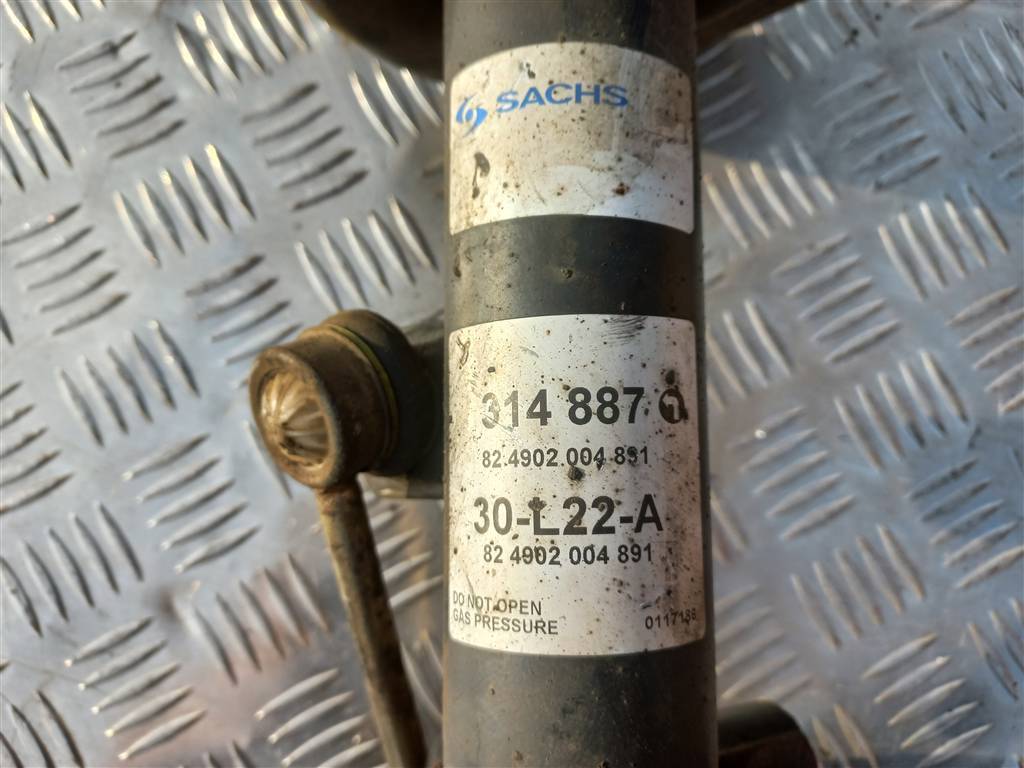 SACHS
314 887
82 4902 004 891
30-L22-A
82 4902 004 891
DO NOT OPEN
GAS PRESSURE
0117186